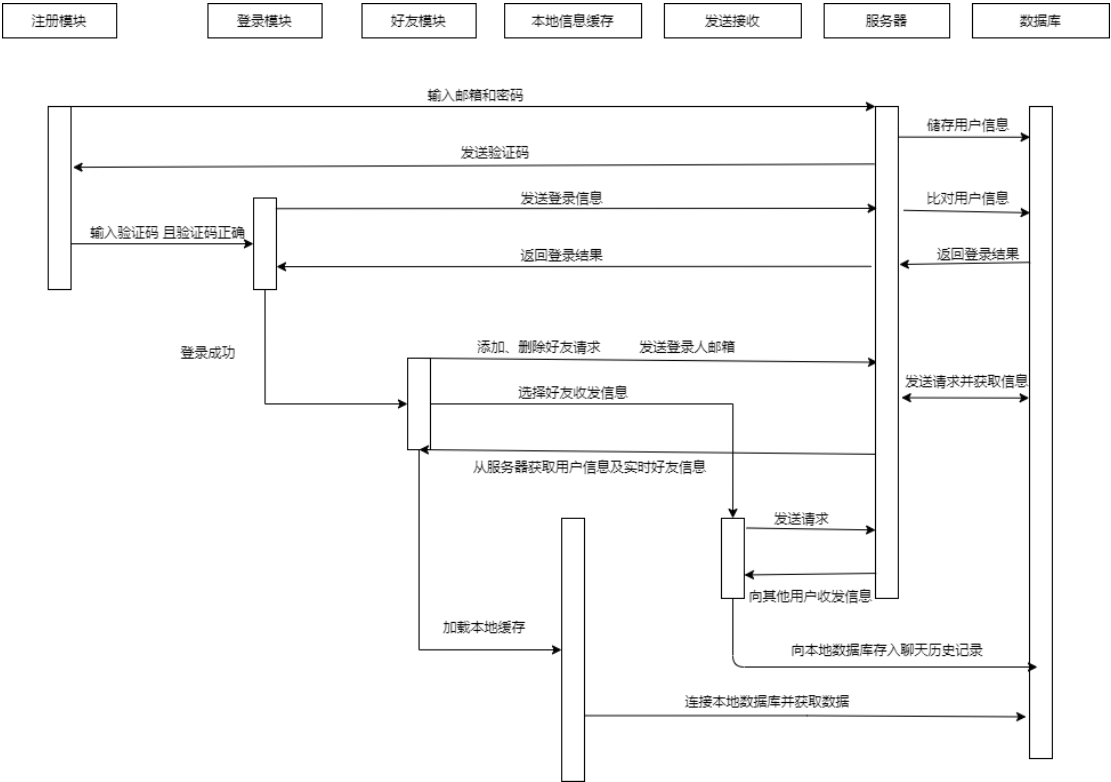 注册模块
登录模块
好友模块
本地信息缓存
发送接收
服务器
数据库
输入邮箱和密码
储存用户信息
发送验证码
发送登录信息
比对用户信息
输入验证码 且验证码正确
返回登录结果
返回登录结果
登录成功
添加、删除好友请求
发送登录人邮箱
发送请求并获取信息
选择好友收发信息
从服务器获取用户信息及实时好友信息
发送请求
向其他用户收发信息
加载本地缓存
向本地数据库存入聊天历史记录
连接本地数据库并获取数据